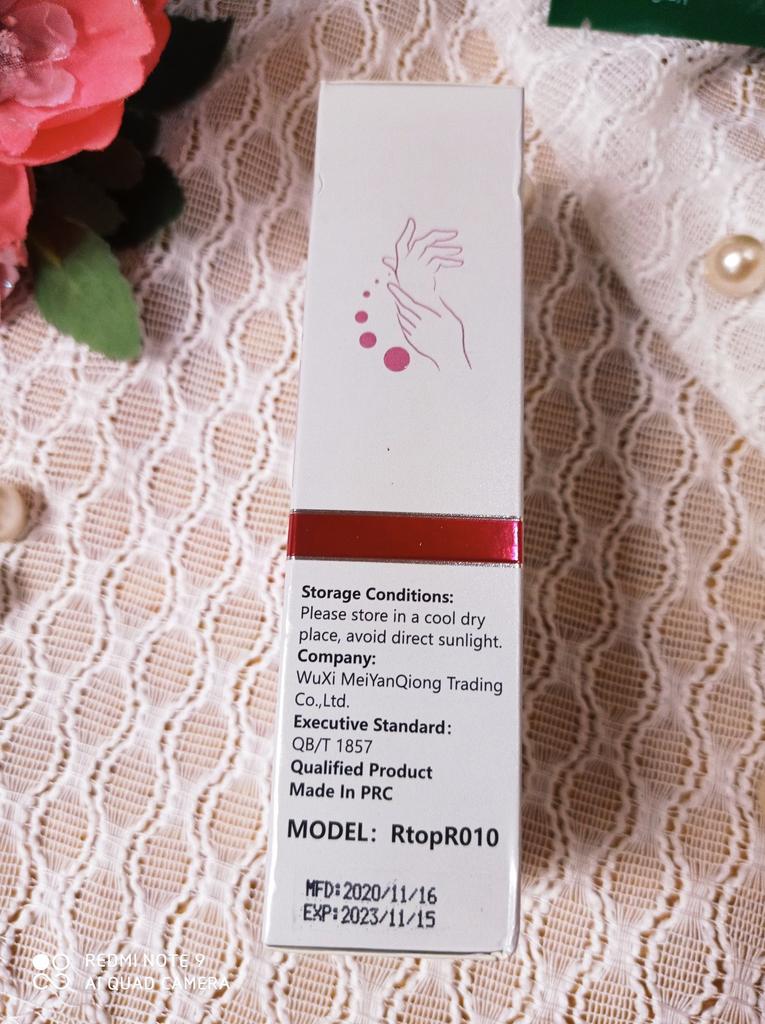 Storage Conditions:
Please store in a cool dry
place, avoid direct sunlight.
Company:
WuXi MeiYanQiong Trading
Co.,Ltd.
Executive Standard:
QB/T 1857
Qualified Product
Made In PRC
MODEL: RtopR010
MFD:2020/11/16
EXP:2023/11/15
REDMI NOTE 9
AI QUAD CAMERA